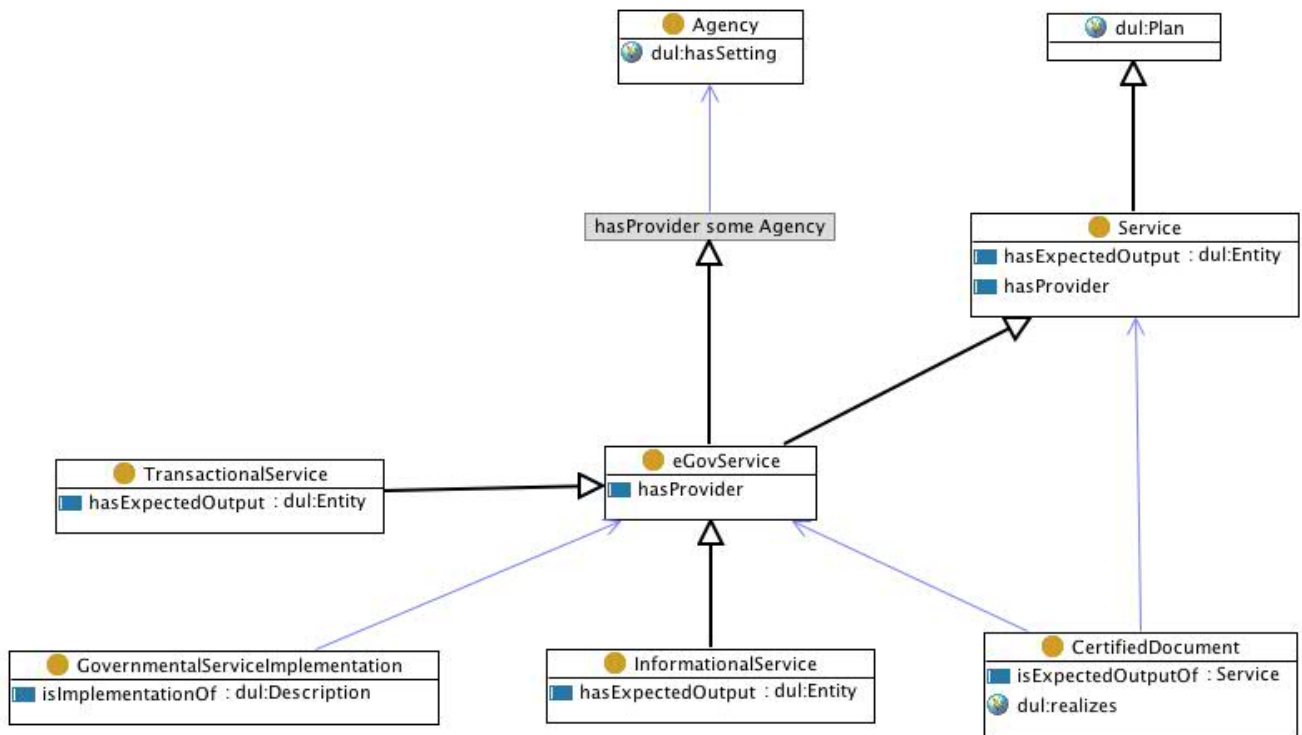 Agency
dul:hasSetting
dul:Plan
hasProvider some Agency
Service
hasExpectedOutput : dul:Entity
hasProvider
eGovService
hasProvider
TransactionalService
hasExpectedOutput : dul:Entity
GovernmentalServiceImplementation
isImplementationOf : dul:Description
InformationalService
hasExpectedOutput : dul:Entity
CertifiedDocument
isExpectedOutputOf : Service
dul:realizes